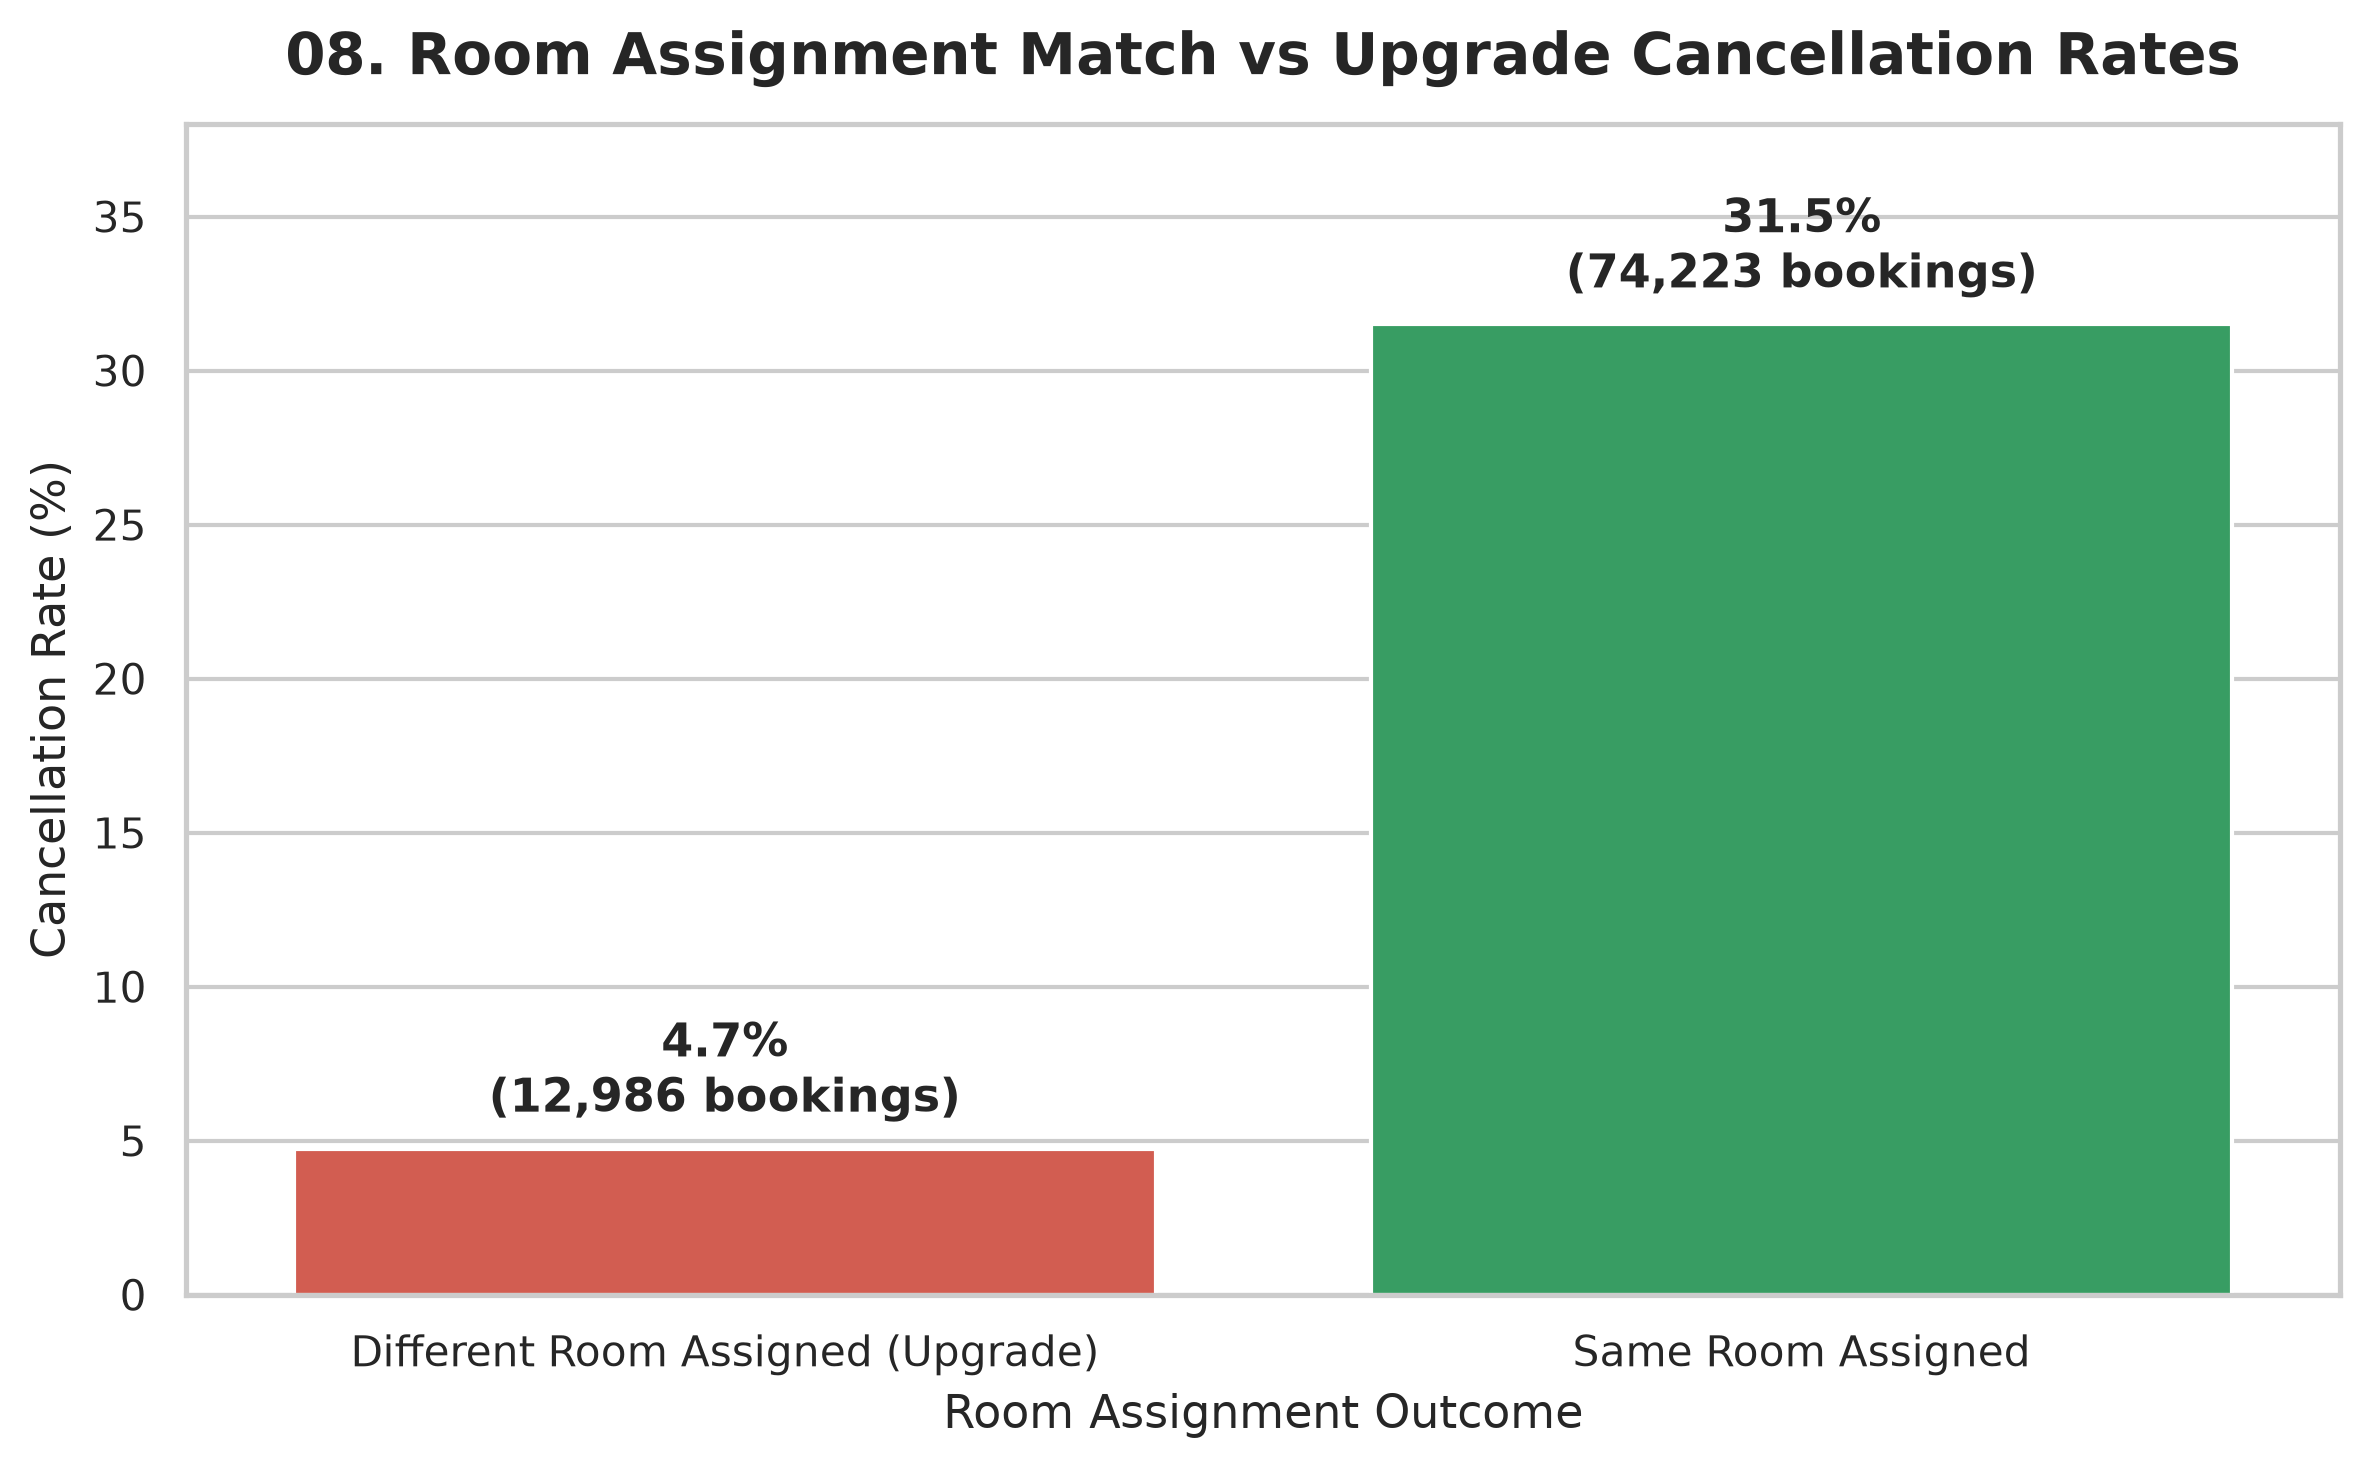 08. Room Assignment Match vs Upgrade Cancellation Rates
Cancellation Rate (%)
35
30
25
20
15
10
5
0
31.5%
(74,223 bookings)
4.7%
(12,986 bookings)
Different Room Assigned (Upgrade)
Same Room Assigned
Room Assignment Outcome